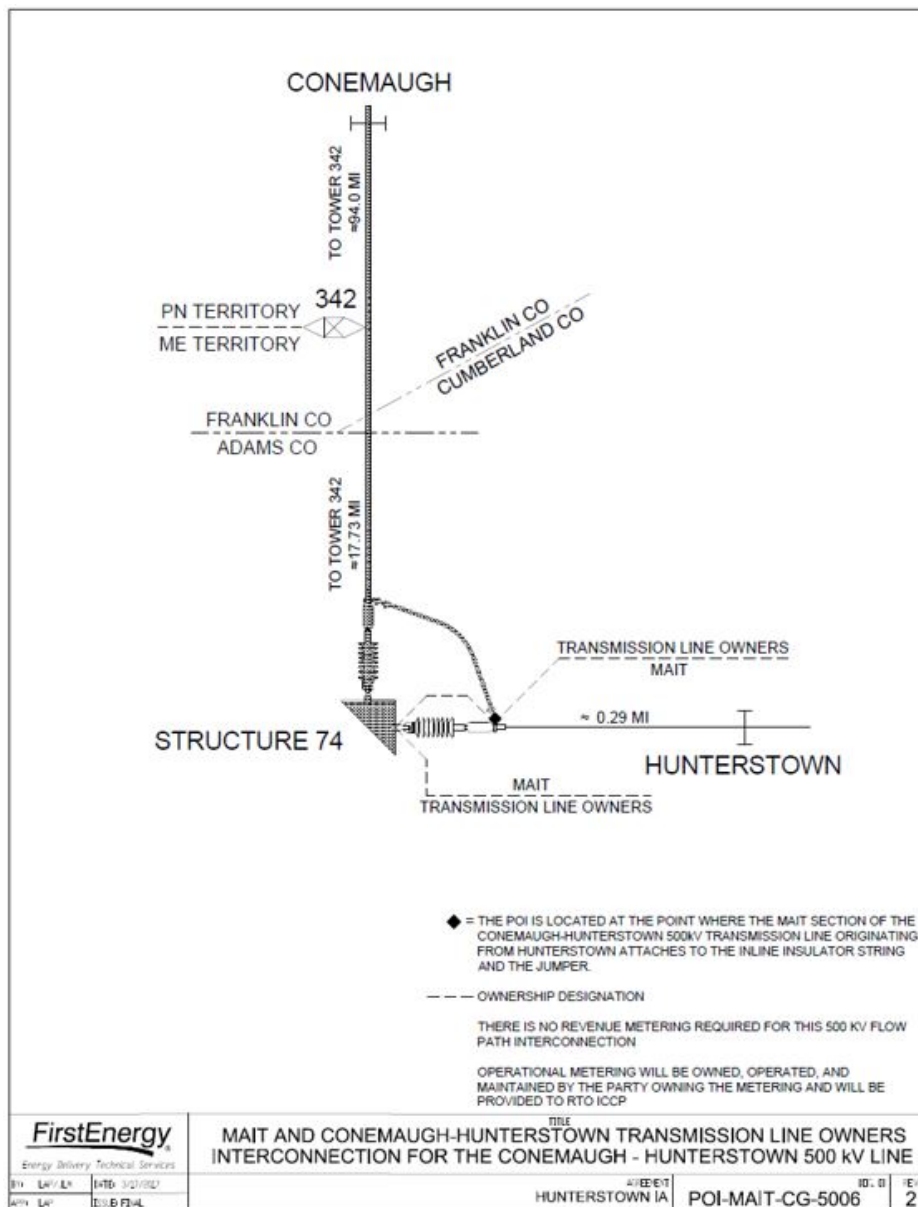 CONEMAUGH
TO TOWER 342
≈94.0 MI
342
PN TERRITORY
ME TERRITORY
FRANKLIN CO
CUMBERLAND CO
FRANKLIN CO
ADAMS CO
TO TOWER 342
≈17.73 MI
TRANSMISSION LINE OWNERS
MAIT
≈ 0.29 MI
STRUCTURE 74
HUNTERSTOWN
MAIT
TRANSMISSION LINE OWNERS
◆ = THE POI IS LOCATED AT THE POINT WHERE THE MAIT SECTION OF THE
CONEMAUGH-HUNTERSTOWN 500kV TRANSMISSION LINE ORIGINATING
FROM HUNTERSTOWN ATTACHES TO THE INLINE INSULATOR STRING
AND THE JUMPER.
OWNERSHIP DESIGNATION
THERE IS NO REVENUE METERING REQUIRED FOR THIS 500 KV FLOW
PATH INTERCONNECTION
OPERATIONAL METERING WILL BE OWNED, OPERATED, AND
MAINTAINED BY THE PARTY OWNING THE METERING AND WILL BE
PROVIDED TO RTO ICCP
FirstEnergy
Energy Delivery Technical Services
TITLE
MAIT AND CONEMAUGH-HUNTERSTOWN TRANSMISSION LINE OWNERS
INTERCONNECTION FOR THE CONEMAUGH - HUNTERSTOWN 500 kV LINE
AGREEMENT
HUNTERSTOWN IA
POI-MAIT-CG-5006
2